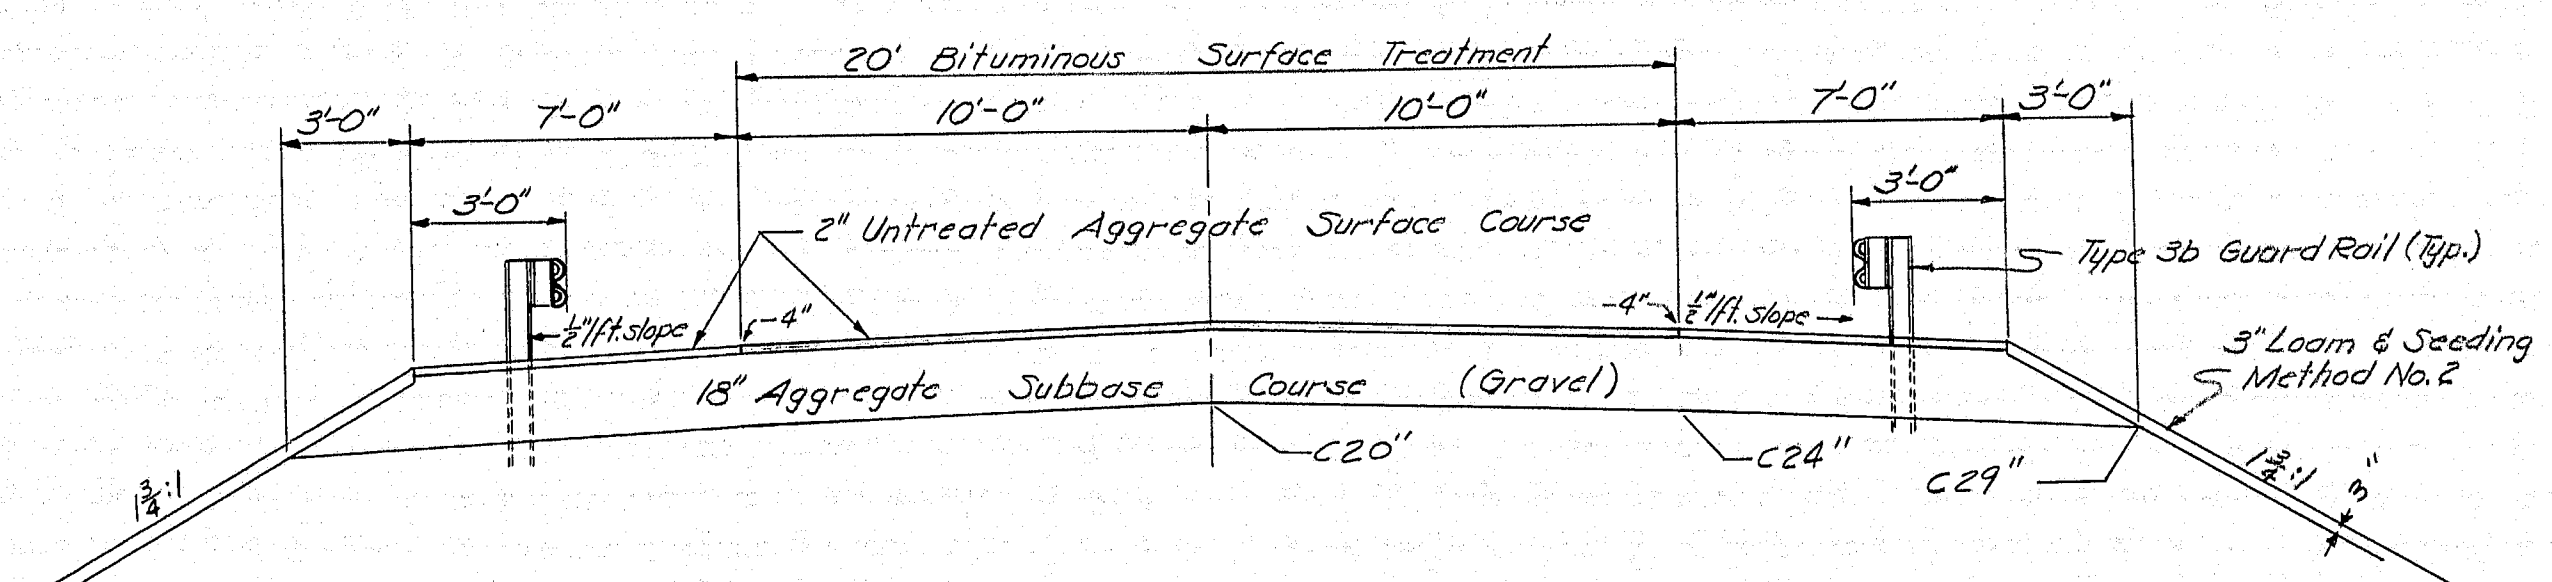 20' Bituminous Surface Treatment
3'-0" 7'-0" 10'-0" 10'-0" 7'-0" 3'-0"
3'-0" 3'-0"
2" Untreated Aggregate Surface Course
Type 3b Guard Rail (Typ.)
1/2"/ft. slope -4" -4" 1/2"/ft. slope
3" Loam & Seeding
Method No. 2
18" Aggregate Subbase Course (Gravel)
C20" C24" C29"
1 3/4:1 1 3/4:1 3"